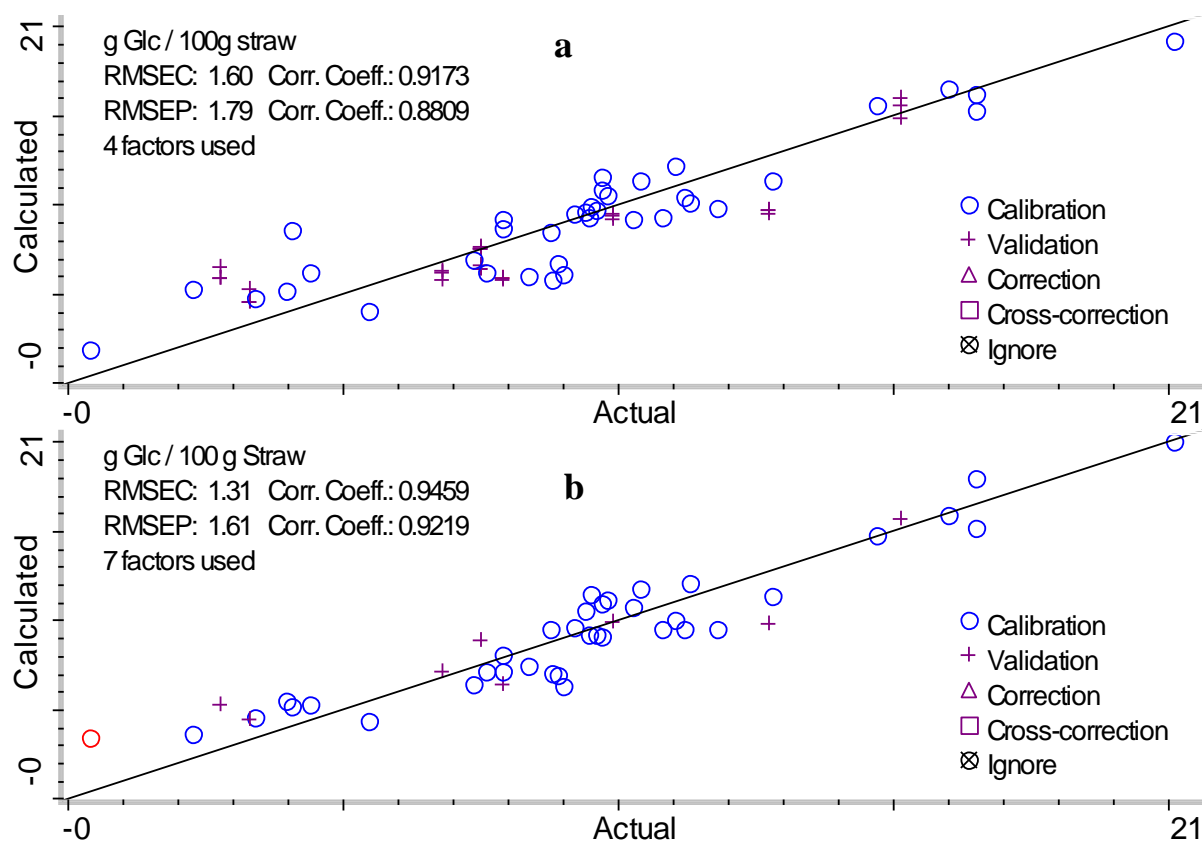 21
g Glc / 100g straw
a
RMSEC: 1.60 Corr. Coeff.: 0.9173
RMSEP: 1.79 Corr. Coeff.: 0.8809
4 factors used
Calculated
Calibration
Validation
Correction
Cross-correction
Ignore
-0
-0
Actual
21
21
g Glc / 100 g Straw
b
RMSEC: 1.31 Corr. Coeff.: 0.9459
RMSEP: 1.61 Corr. Coeff.: 0.9219
7 factors used
Calculated
Calibration
Validation
Correction
Cross-correction
Ignore
-0
-0
Actual
21